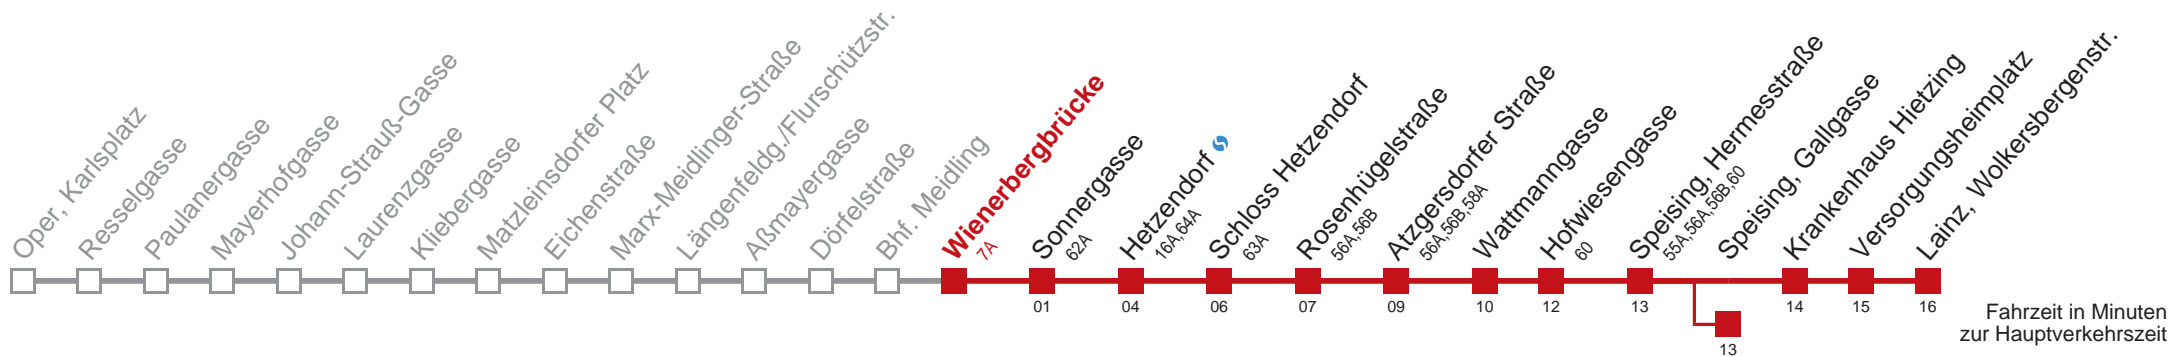 Oper, Karlsplatz
Resselgasse
Paulanergasse
Mayerhofgasse
Johann-Strauß-Gasse
Laurenzgasse
Kliebergasse
Matzleinsdorfer Platz
Eichenstraße
Marx-Meidlinger-Straße
Längenfeldg./Flurschützstr.
Aßmayergasse
Dörfelstraße
Bhf. Meidling
Wienerbergbrücke
7A
Sonnergasse
62A
01
Hetzendorf
16A,64A
04
Schloss Hetzendorf
63A
06
Rosenhügelstraße
56A,56B
07
Atzgersdorfer Straße
56A,56B,58A
09
Wattmanngasse
10
Hofwiesengasse
60
12
Speising, Hermesstraße
55A,56A,56B,60
13
Speising, Gallgasse
13
Krankenhaus Hietzing
14
Versorgungsheimplatz
15
Lainz, Wolkersbergenstr.
16
Fahrzeit in Minuten
zur Hauptverkehrszeit